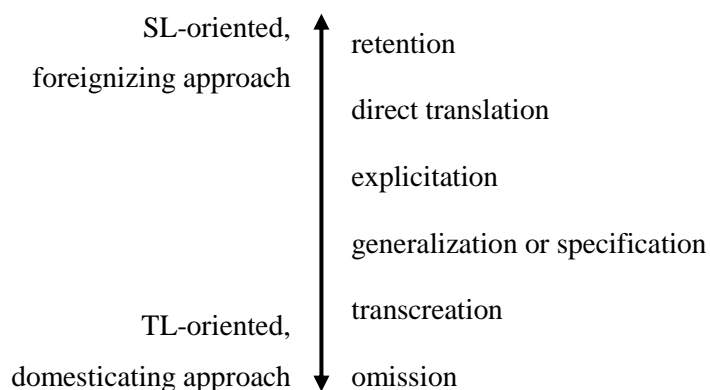 SL-oriented,
foreignizing approach
retention
direct translation
explicitation
generalization or specification
transcreation
TL-oriented,
domesticating approach
omission